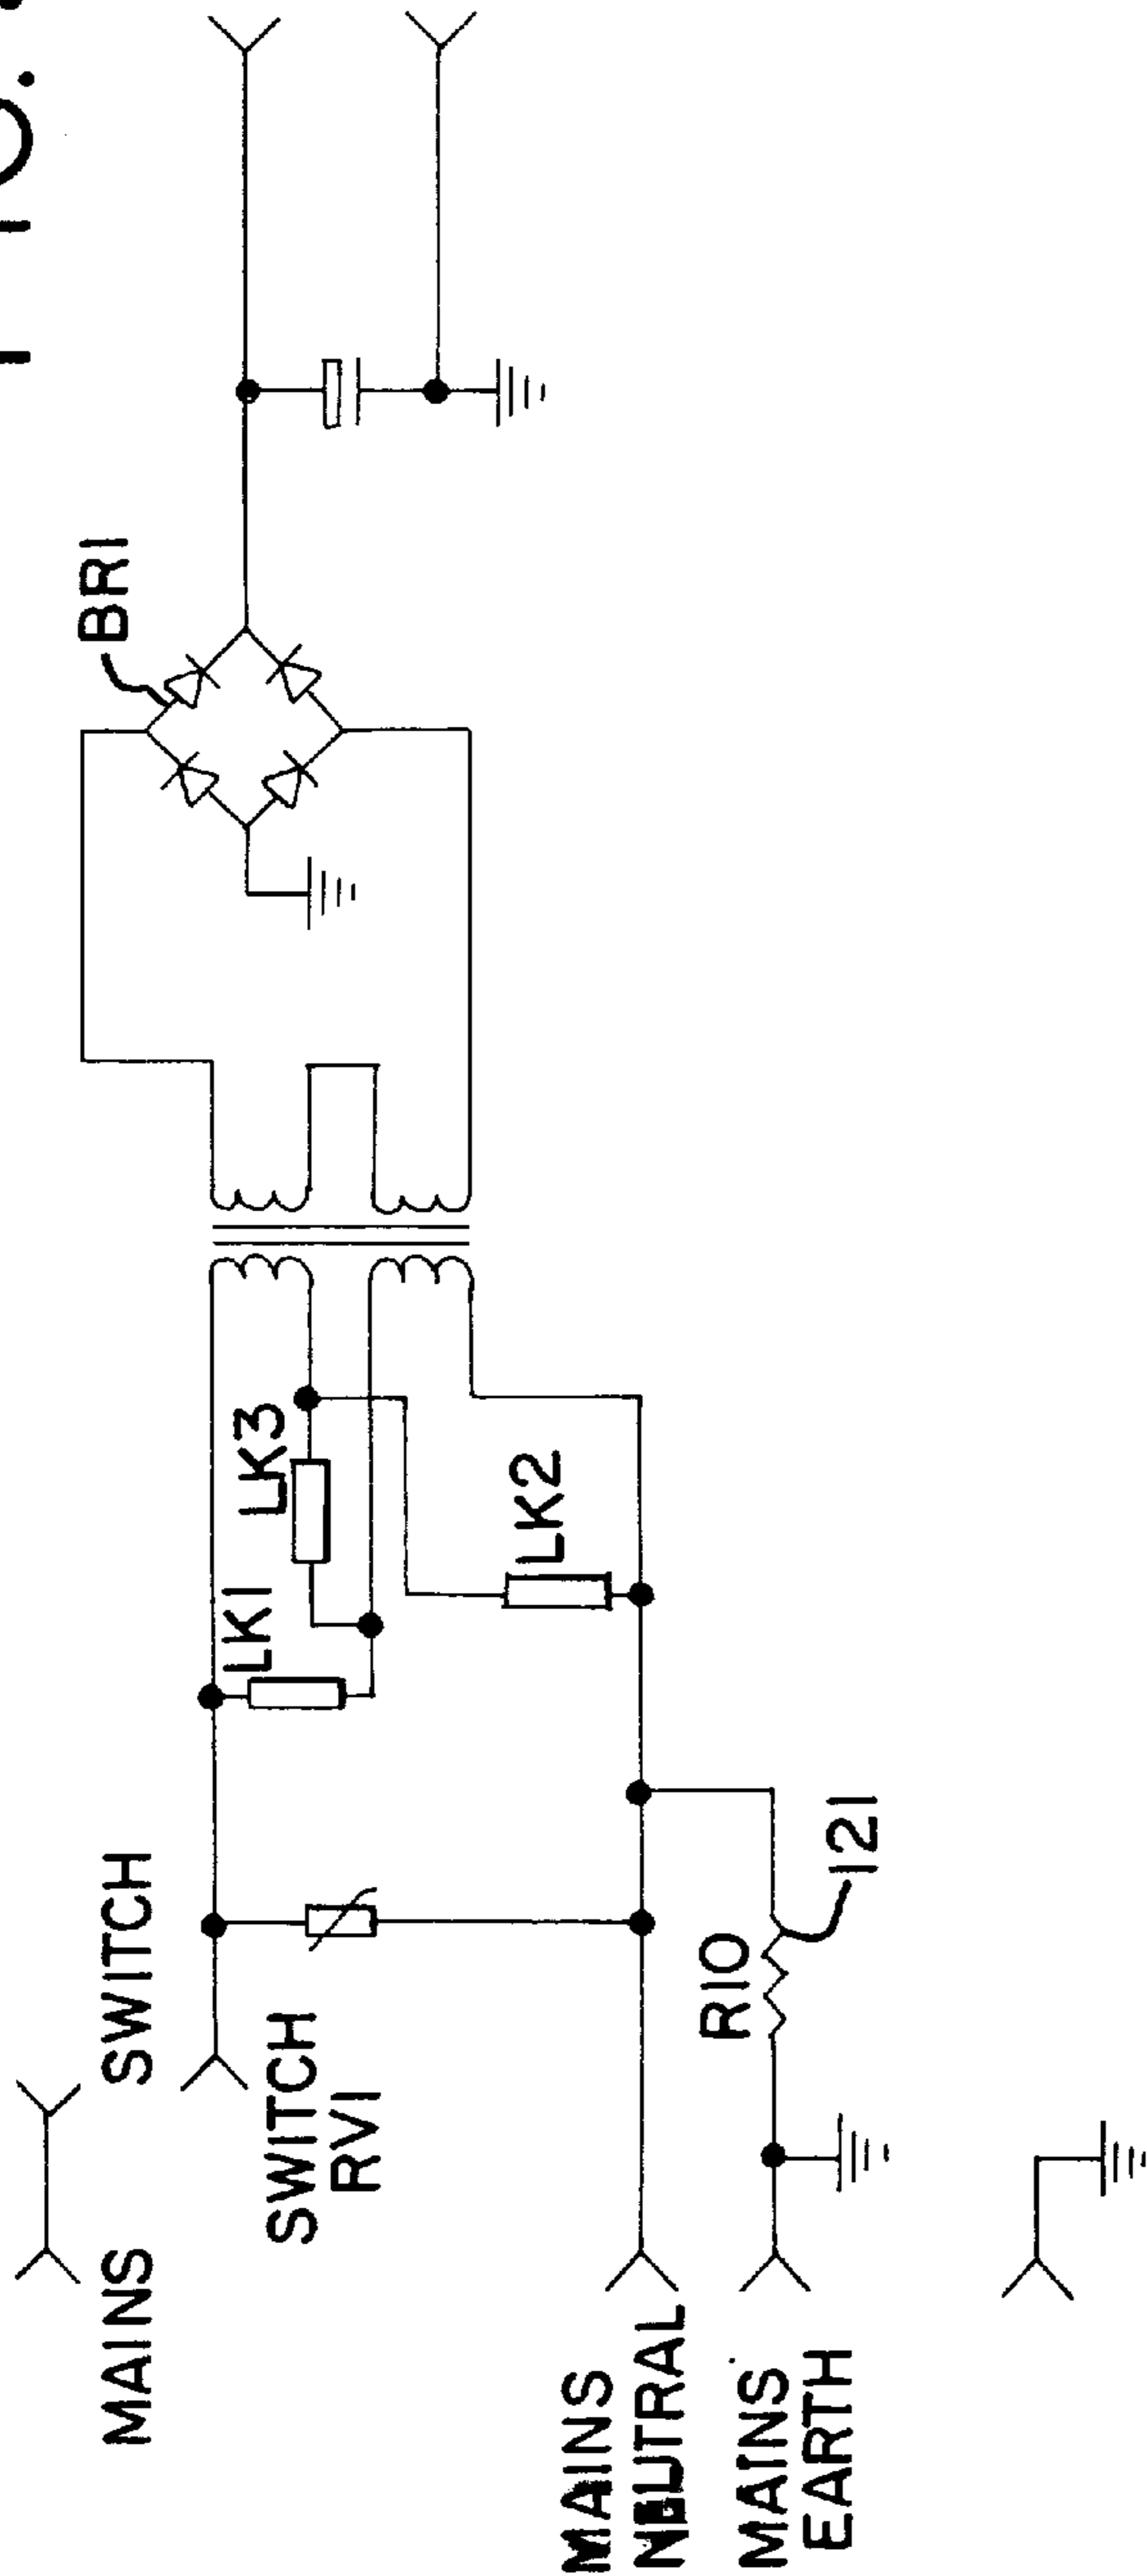 MAINS
SWITCH
SWITCH
RV1
LK1
LK3
LK2
BR1
MAINS
NEUTRAL
R10
121
MAINS
EARTH